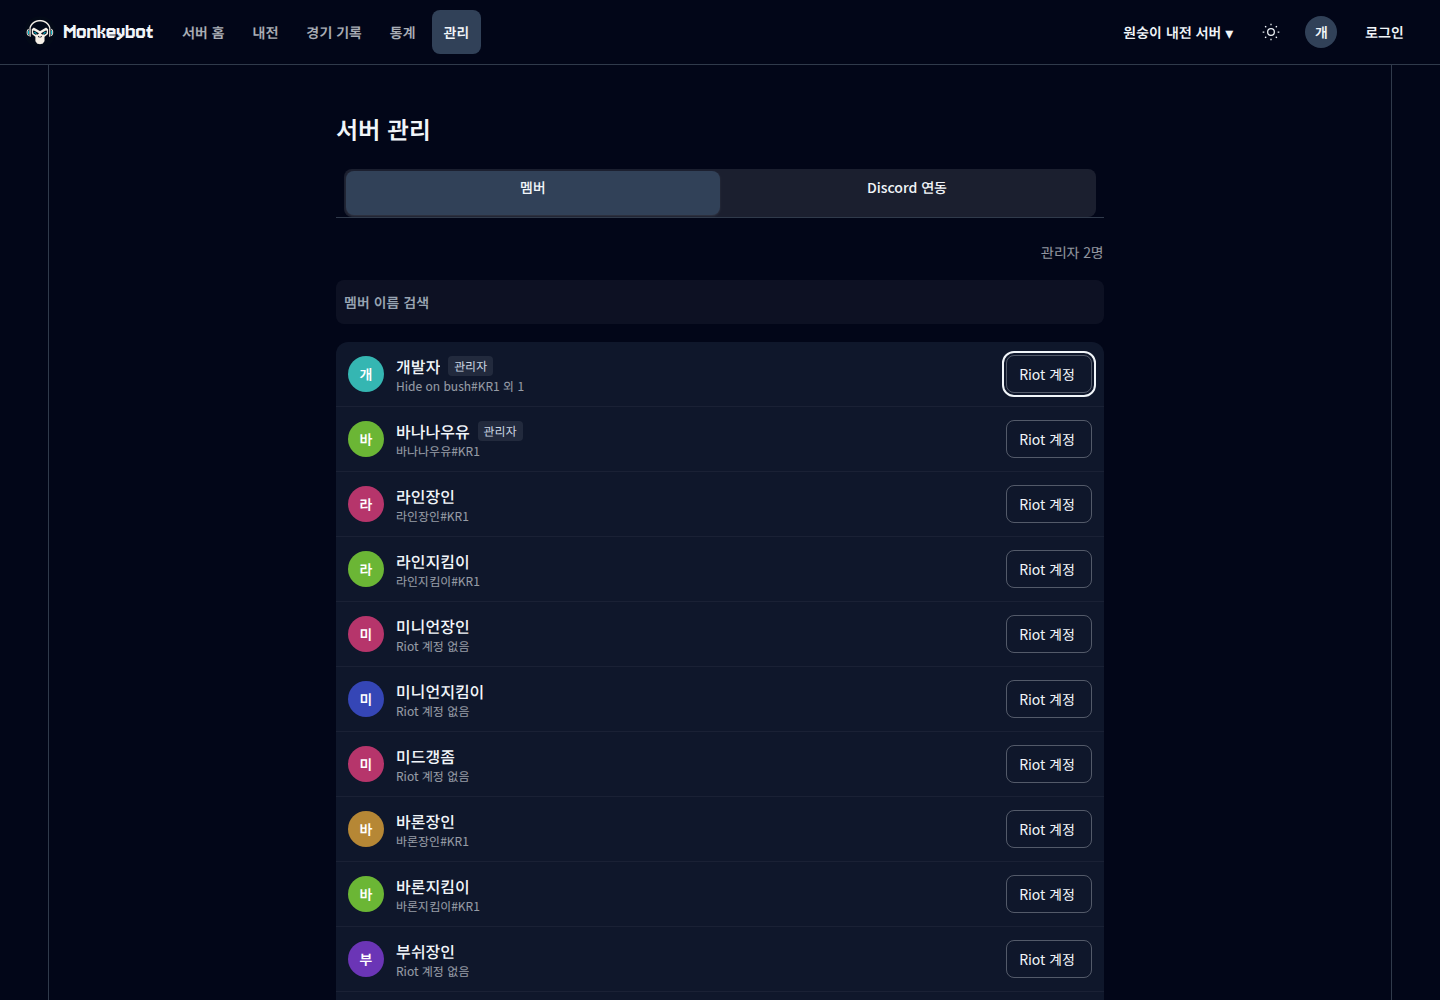 Monkeybot 서버 홈 내전 경기 기록 통계 관리 원숭이 내전 서버 ▾ 개 로그인
서버 관리
멤버 Discord 연동
관리자 2명
멤버 이름 검색
개 개발자 관리자
Hide on bush#KR1 외 1
Riot 계정
바 바나나우유 관리자
바나나우유#KR1
Riot 계정
라 라인장인
라인장인#KR1
Riot 계정
라 라인지킴이
라인지킴이#KR1
Riot 계정
미 미니언장인
Riot 계정 없음
Riot 계정
미 미니언지킴이
Riot 계정 없음
Riot 계정
미 미드갱좀
Riot 계정 없음
Riot 계정
바 바론장인
바론장인#KR1
Riot 계정
바 바론지킴이
바론지킴이#KR1
Riot 계정
부 부쉬장인
Riot 계정 없음
Riot 계정